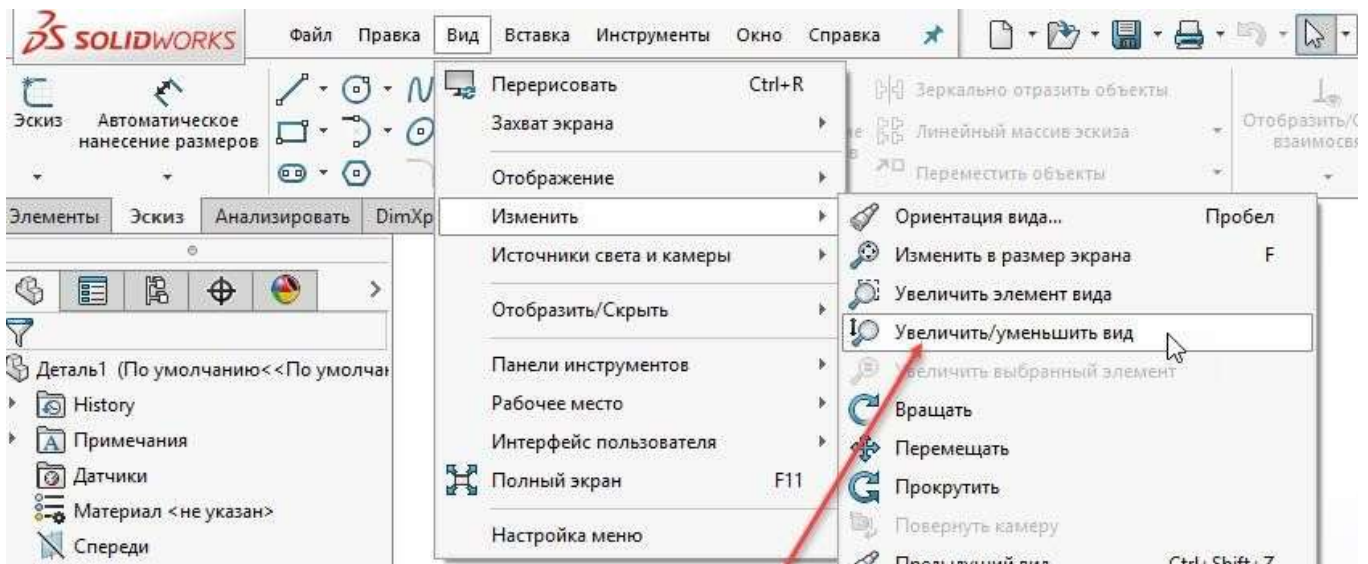 SOLIDWORKS Файл Правка Вид Вставка Инструменты Окно Справка
Эскиз
Автоматическое
нанесение размеров
Зеркально отразить объекты
Линейный массив эскиза
Переместить объекты
Элементы Эскиз Анализировать DimXp
Деталь1 (По умолчанию<<По умолча
History
Примечания
Датчики
Материал <не указан>
Спереди
Перерисовать Ctrl+R
Захват экрана
Отображение
Изменить
Источники света и камеры
Отобразить/Скрыть
Панели инструментов
Рабочее место
Интерфейс пользователя
Полный экран F11
Настройка меню
Ориентация вида... Пробел
Изменить в размер экрана F
Увеличить элемент вида
Увеличить/уменьшить вид
Увеличить выбранный элемент
Вращать
Перемещать
Прокрутить
Повернуть камеру